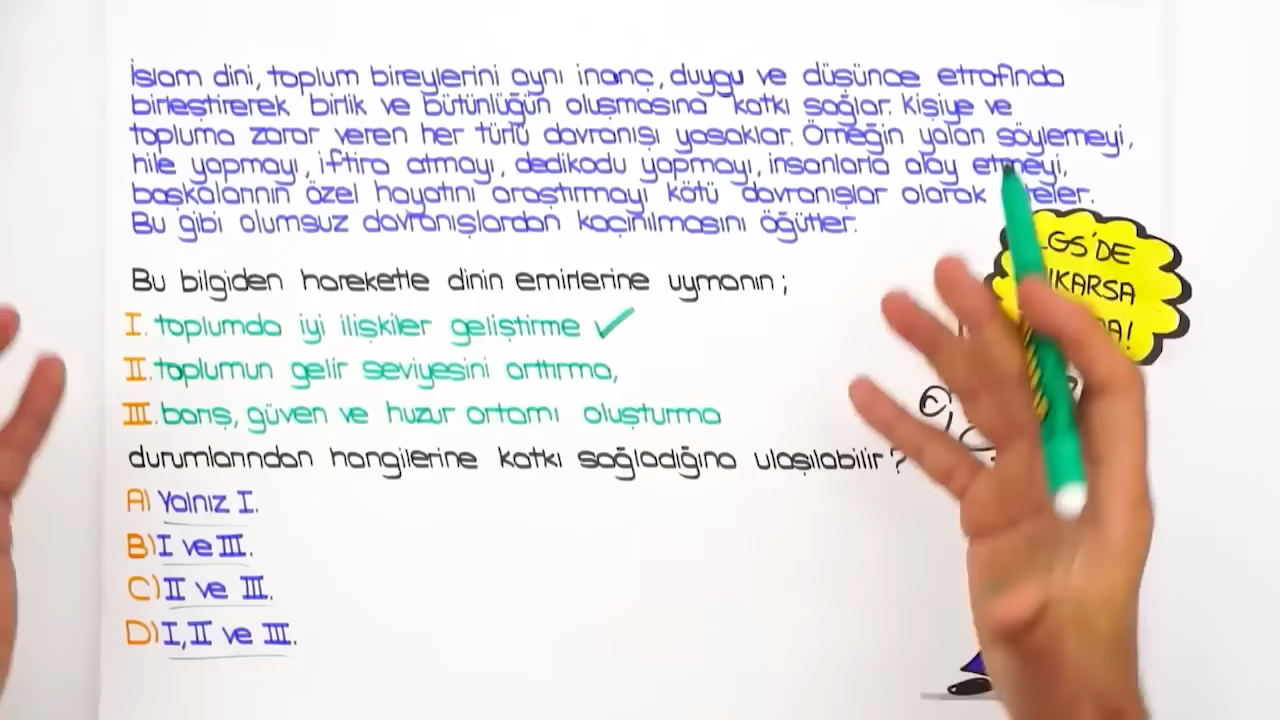 İslam dini, toplum bireylerini aynı inanç, duygu ve düşünce etrafında
birleştirerek birlik ve bütünlüğün oluşmasına katkı sağlar. Kişiye ve
topluma zarar veren her türlü davranışı yasaklar. Örneğin yalan söylemeyi,
hile yapmayı, iftira atmayı, dedikodu yapmayı, insanlarla alay etmeyi,
başkalarının özel hayatını araştırmayı kötü davranışlar olarak
Bu gibi olumsuz davranışlardan kaçınılmasını öğütler.
Bu bilgiden hareketle dinin emirlerine uymanın;
I. toplumda iyi ilişkiler geliştirme ✓
II. toplumun gelir seviyesini arttırma,
III. barış, güven ve huzur ortamı oluşturma
durumlarından hangilerine katkı sağladığına ulaşılabilir?
A) Yalnız I.
B) I ve III.
C) II ve III.
D) I, II ve III.
GS'DE